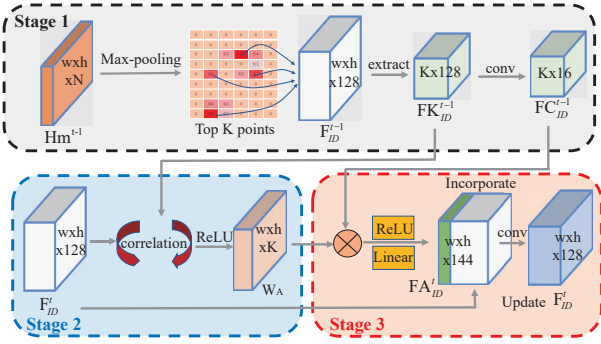 Stage 1
wxh
xN
Hm^{t-1}
Max-pooling
Top K points
wxh
x128
F_{ID}^{t-1}
extract
Kx128
FK_{ID}^{t-1}
conv
Kx16
FC_{ID}^{t-1}
wxh
x128
F_{ID}^{t}
correlation
ReLU
wxh
xK
W_A
Stage 2
Incorporate
ReLU
Linear
wxh
x144
FA_{ID}^{t}
conv
wxh
x128
Update
F_{ID}^{t}
Stage 3